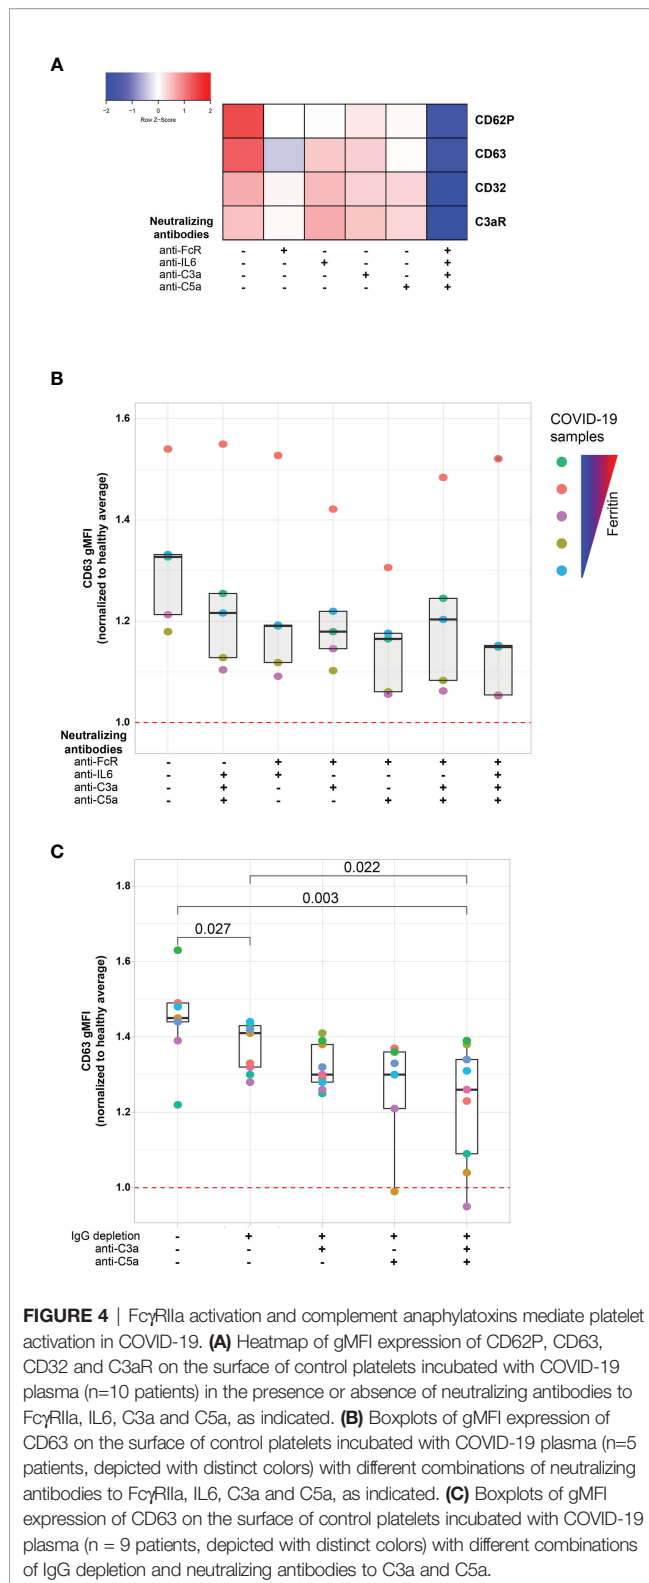 A
-2
-1
0
1
2
Row Z-Score
CD62P
CD63
CD32
C3aR
Neutralizing
antibodies
anti-FcR - + - - - +
anti-IL6 - - + - - +
anti-C3a - - - + - +
anti-C5a - - - - + +
B
1.6
1.4
1.2
1.0
CD63 gMFI
(normlized to healthy average)
COVID-19
samples
Ferritin
Neutralizing
antibodies
anti-FcR - - + + + + +
anti-IL6 - + + - - - +
anti-C3a - + - + - + +
anti-C5a - + - - + + +
C
0.022
0.003
0.027
1.8
1.6
1.4
1.2
1.0
CD63 gMFI
(normlized to healthy average)
IgG depletion - + + + +
anti-C3a - - + - +
anti-C5a - - - + +
FIGURE 4 | FcγRIIa activation and complement anaphylatoxins mediate platelet
activation in COVID-19. (A) Heatmap of gMFI expression of CD62P, CD63,
CD32 and C3aR on the surface of control platelets incubated with COVID-19
plasma (n=10 patients) in the presence or absence of neutralizing antibodies to
FcγRIIa, IL6, C3a and C5a, as indicated. (B) Boxplots of gMFI expression of
CD63 on the surface of control platelets incubated with COVID-19 plasma (n=5
patients, depicted with distinct colors) with different combinations of neutralizing
antibodies to FcγRIIa, IL6, C3a and C5a, as indicated. (C) Boxplots of gMFI
expression of CD63 on the surface of control platelets incubated with COVID-19
plasma (n = 9 patients, depicted with distinct colors) with different combinations
of IgG depletion and neutralizing antibodies to C3a and C5a.